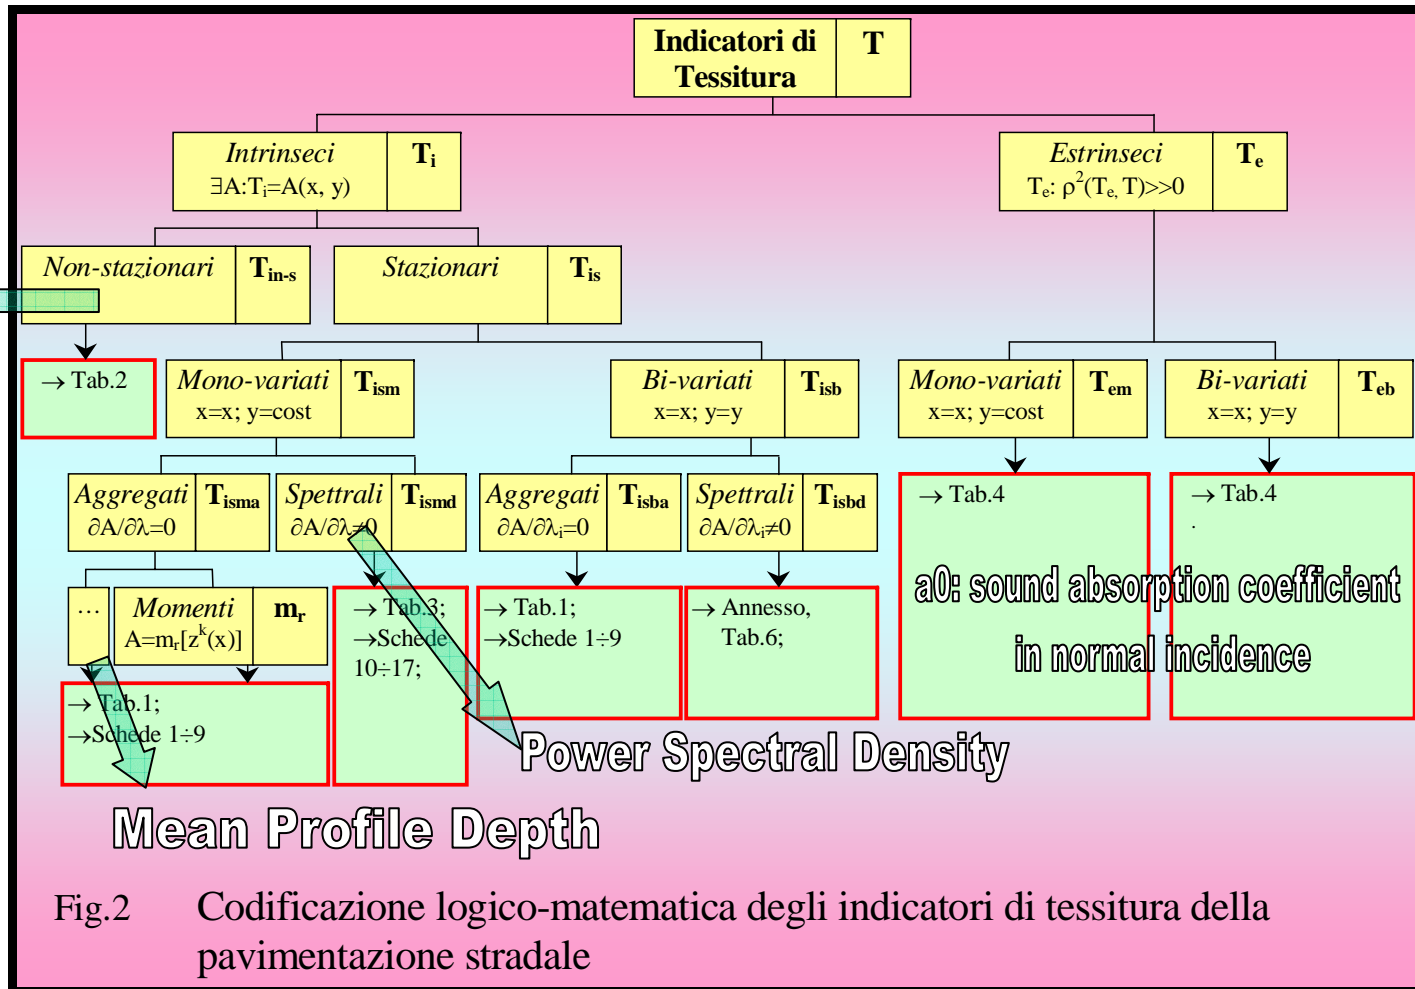 Indicatori di
Tessitura
T
Intrinseci
∃A:Tᵢ=A(x, y)
Tᵢ
Estrinseci
Tₑ: ρ²(Tₑ, T)>>0
Tₑ
Non-stazionari
Tin-s
Stazionari
Tis
→ Tab.2
Mono-variati
x=x; y=cost
Tism
Bi-variati
x=x; y=y
Tisb
Mono-variati
x=x; y=cost
Tem
Bi-variati
x=x; y=y
Teb
Aggregati
∂A/∂λ=0
Tisma
Spettrali
∂A/∂λ≠0
Tismd
Aggregati
∂A/∂λᵢ=0
Tisba
Spettrali
∂A/∂λᵢ≠0
Tisbd
→ Tab.4
→ Tab.4
.
a0: sound absorption coefficient
in normal incidence
…
Momenti
A=mᵣ[zᵏ(x)]
mᵣ
→ Tab.3;
→Schede
10÷17;
→ Tab.1;
→Schede 1÷9
→ Annesso,
Tab.6;
→ Tab.1;
→Schede 1÷9
Power Spectral Density
Mean Profile Depth
Fig.2 Codificazione logico-matematica degli indicatori di tessitura della
pavimentazione stradale